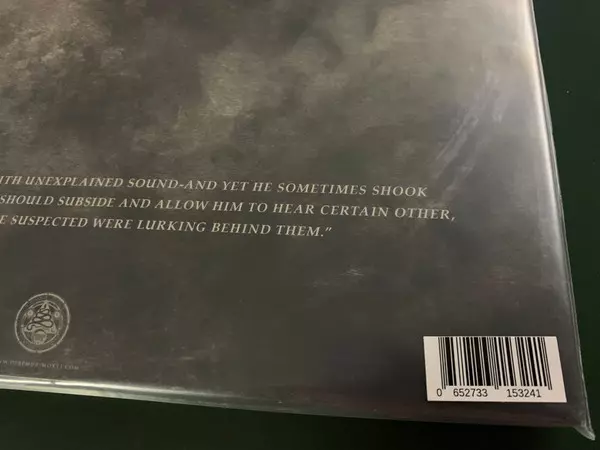 ITH UNEXPLAINED SOUND-AND YET HE SOMETIMES SHOOK
SHOULD SUBSIDE AND ALLOW HIM TO HEAR CERTAIN OTHER,
E SUSPECTED WERE LURKING BEHIND THEM."
0 652733 153241